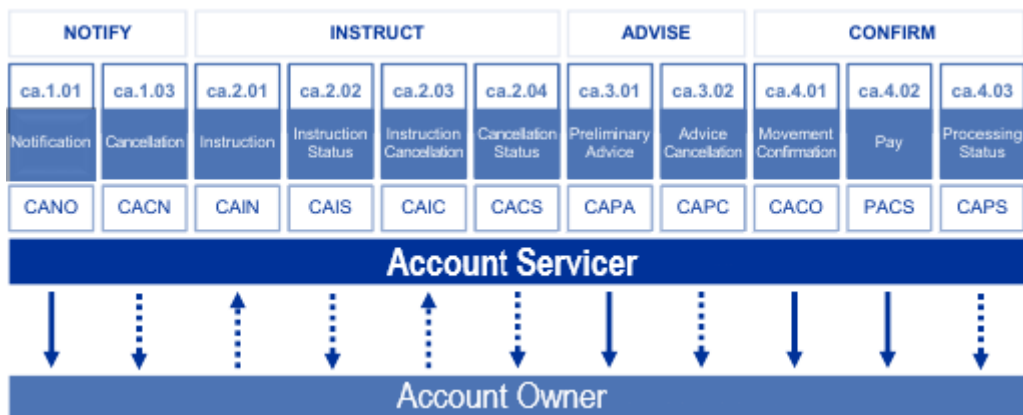 NOTIFY INSTRUCT ADVISE CONFIRM
ca.1.01 ca.1.03 ca.2.01 ca.2.02 ca.2.03 ca.2.04 ca.3.01 ca.3.02 ca.4.01 ca.4.02 ca.4.03
Notification Cancellation Instruction Instruction Status Instruction Cancellation Cancellation Status Preliminary Advice Advice Cancellation Movement Confirmation Pay Processing Status
CANO CACN CAIN CAIS CAIC CACS CAPA CAPC CACO PACS CAPS
Account Servicer
Account Owner